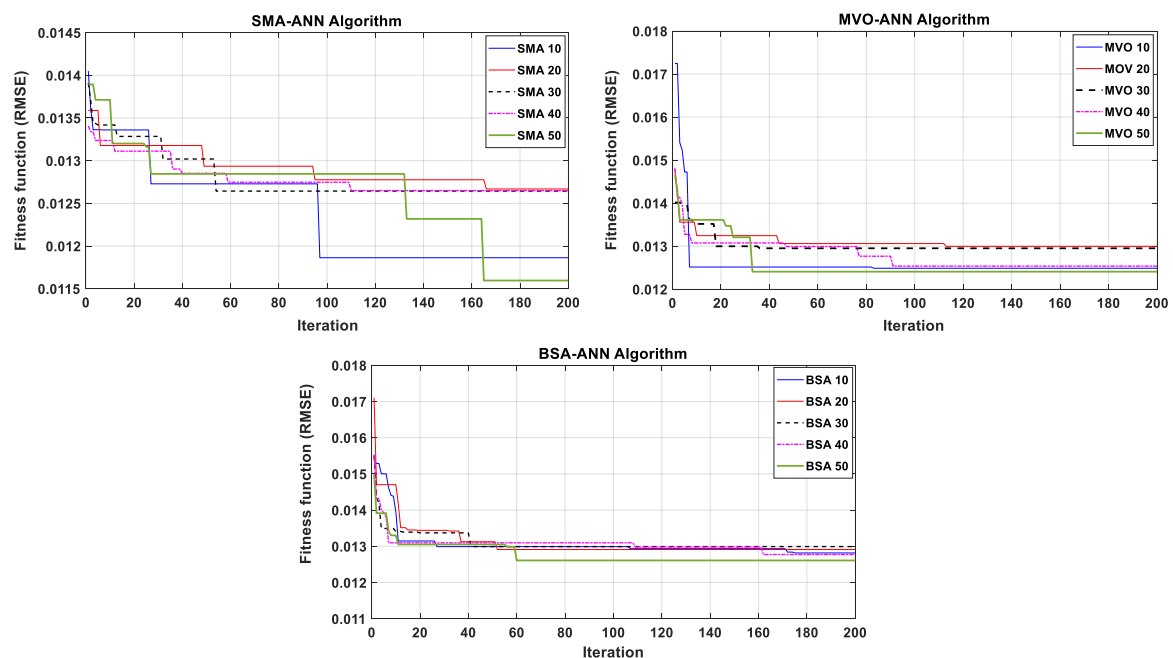 SMA-ANN Algorithm
Fitness function (RMSE)
0.0145
0.014
0.0135
0.013
0.0125
0.012
0.0115
0 20 40 60 80 100 120 140 160 180 200
Iteration
SMA 10
SMA 20
SMA 30
SMA 40
SMA 50
MVO-ANN Algorithm
Fitness function (RMSE)
0.018
0.017
0.016
0.015
0.014
0.013
0.012
0 20 40 60 80 100 120 140 160 180 200
Iteration
MVO 10
MOV 20
MVO 30
MVO 40
MVO 50
BSA-ANN Algorithm
Fitness function (RMSE)
0.018
0.017
0.016
0.015
0.014
0.013
0.012
0.011
0 20 40 60 80 100 120 140 160 180 200
Iteration
BSA 10
BSA 20
BSA 30
BSA 40
BSA 50